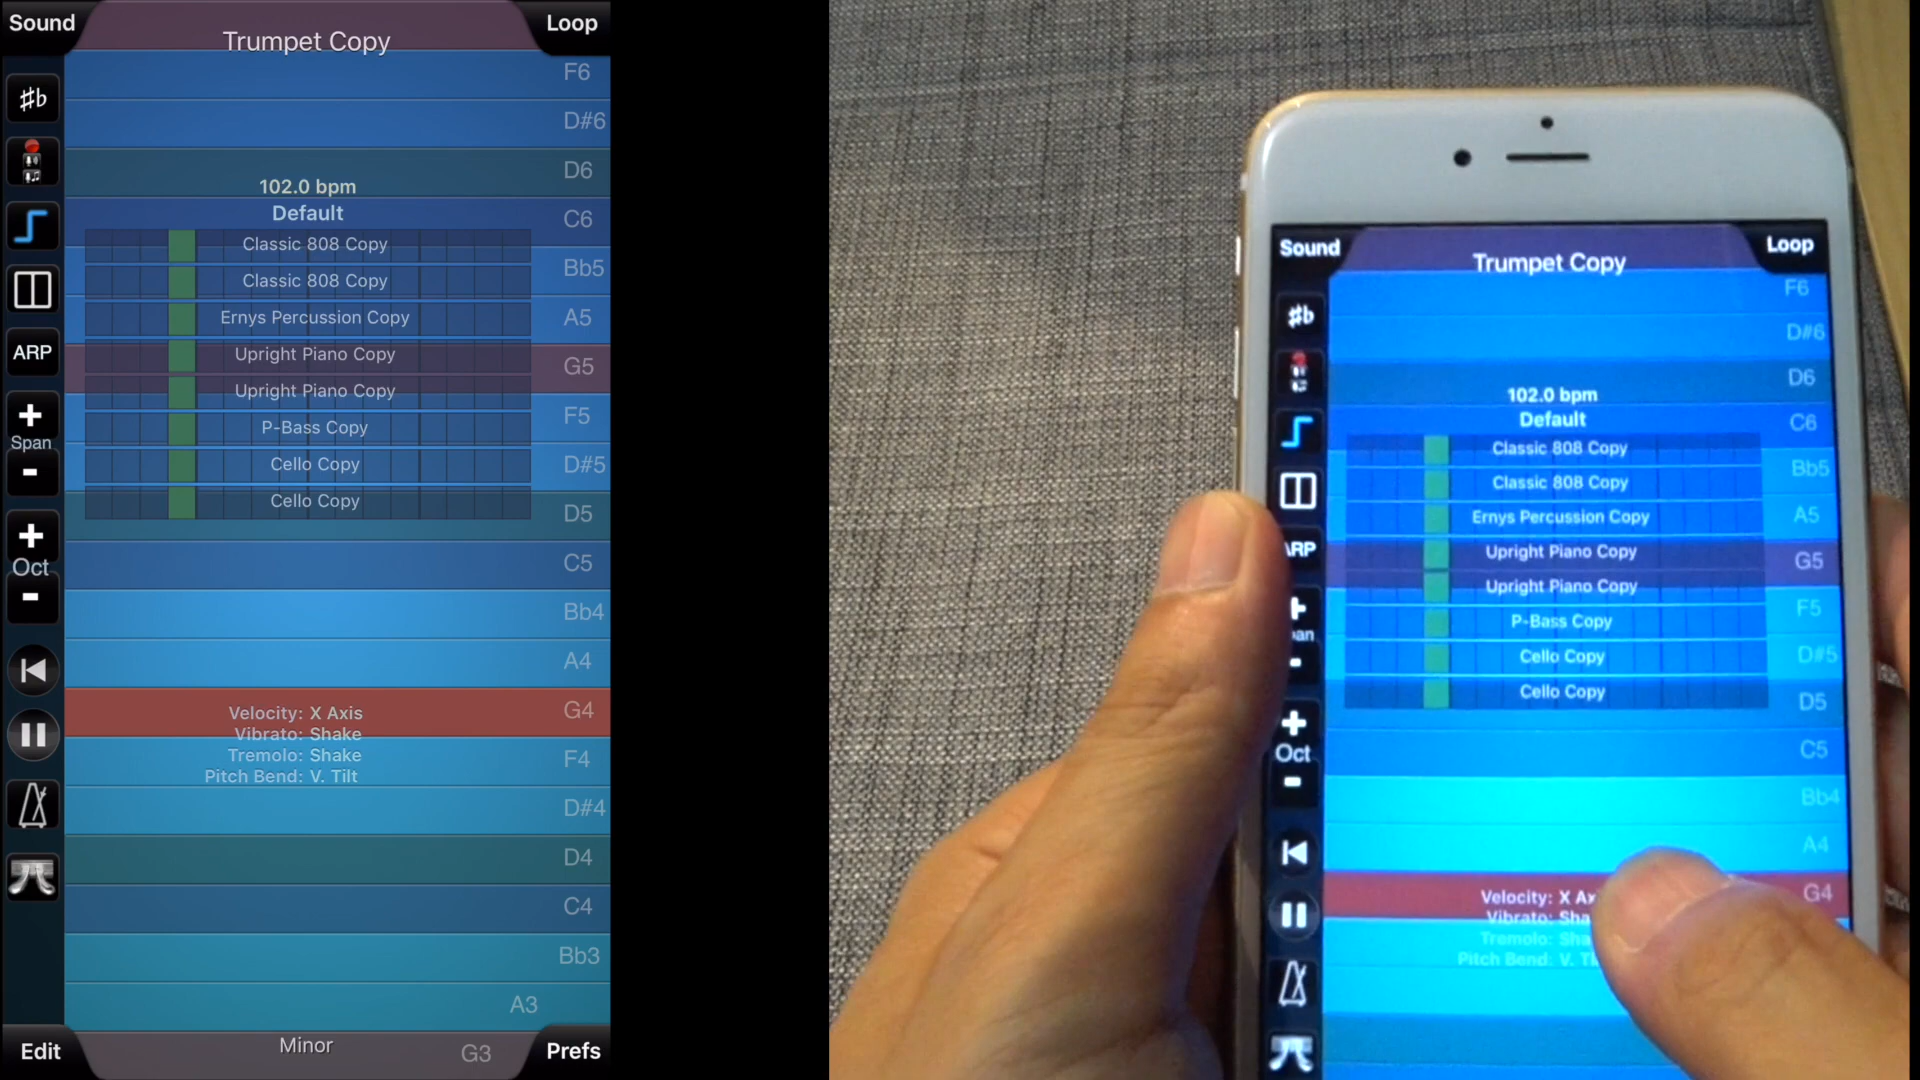 Sound
Loop
Trumpet Copy
F6
♯♭
D#6
D6
102.0 bpm
Default
C6
Classic 808 Copy
Bb5
Classic 808 Copy
Ernys Percussion Copy
A5
ARP
Upright Piano Copy
G5
Upright Piano Copy
+
F5
P-Bass Copy
Span
Cello Copy
D#5
-
Cello Copy
D5
+
Oct
C5
-
Bb4
A4
G4
Velocity: X Axis
Vibrato: Shake
Tremolo: Shake
F4
Pitch Bend: V. Tilt
D#4
D4
C4
Bb3
A3
Edit
Minor
G3
Prefs
Sound
Loop
Trumpet Copy
F6
♯♭
D#6
D6
102.0 bpm
Default
C6
Classic 808 Copy
Bb5
Classic 808 Copy
Ernys Percussion Copy
A5
Upright Piano Copy
G5
Upright Piano Copy
+
F5
P-Bass Copy
Cello Copy
D#5
-
Cello Copy
D5
+
Oct
C5
-
Bb4
A4
G4
Velocity: X
Vibrato:
Tremolo:
Pitch Bend: V.